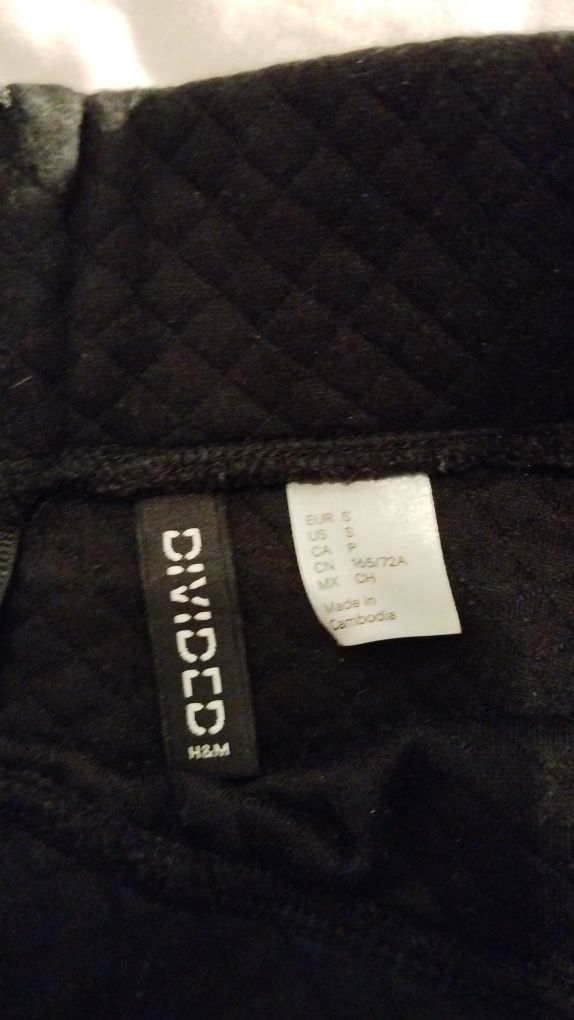 DIVIDED
H&M
EUR S
US S
CA P
CN 165/72A
MX CH
Made in
Cambodia